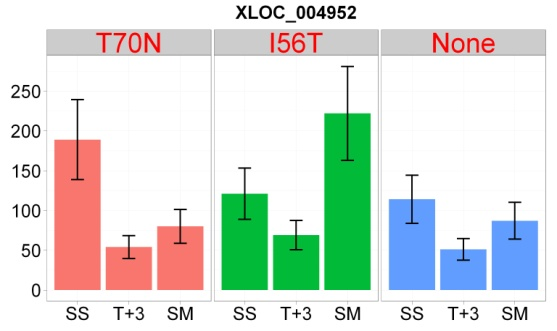 XLOC_004952
T70N I56T None
250
200
150
100
50
0
SS T+3 SM SS T+3 SM SS T+3 SM